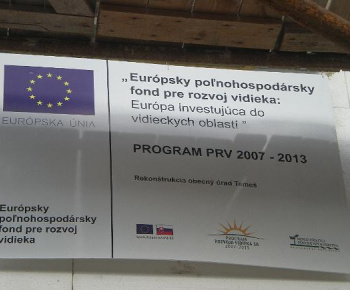 EURÓPSKA ÚNIA
Európsky
poľnohospodársky
fond pre rozvoj
vidieka
„Európsky poľnohospodársky
fond pre rozvoj vidieka:
Európa investujúca do
vidieckych oblastí "
PROGRAM PRV 2007 - 2013
Rekonštrukcia obecný úrad Tomáš